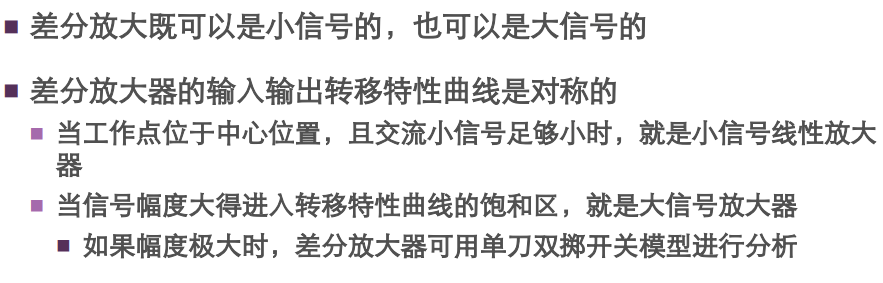 差分放大既可以是小信号的，也可以是大信号的
差分放大器的输入输出转移特性曲线是对称的
当工作点位于中心位置，且交流小信号足够小时，就是小信号线性放大
器
当信号幅度大得进入转移特性曲线的饱和区，就是大信号放大器
如果幅度极大时，差分放大器可用单刀双掷开关模型进行分析